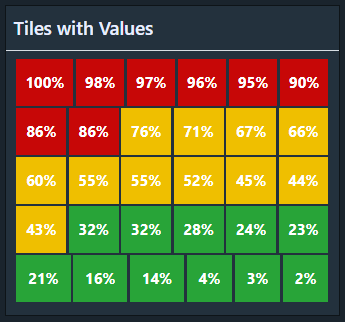 Tiles with Values
100% 98% 97% 96% 95% 90%
86% 86% 76% 71% 67% 66%
60% 55% 55% 52% 45% 44%
43% 32% 32% 28% 24% 23%
21% 16% 14% 4% 3% 2%